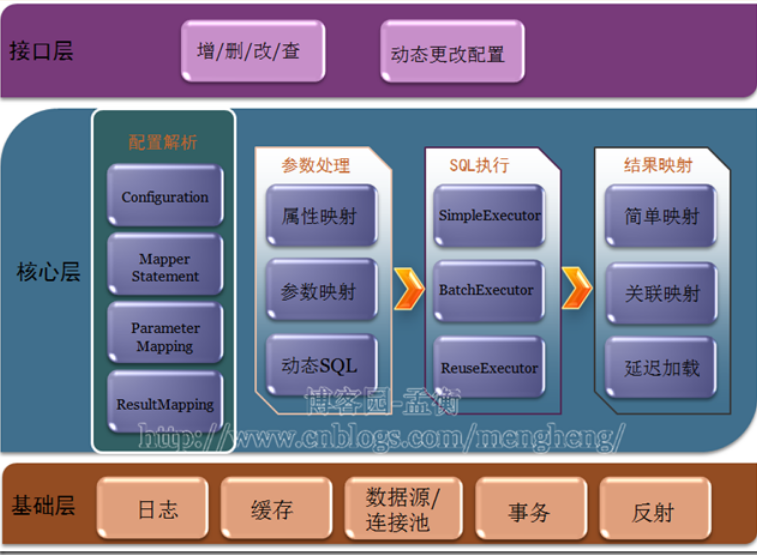 接口层
增/删/改/查
动态更改配置
核心层
配置解析
Configuration
Mapper
Statement
Parameter
Mapping
ResultMapping
参数处理
属性映射
参数映射
动态SQL
SQL执行
SimpleExecutor
BatchExecutor
ReuseExecutor
结果映射
简单映射
关联映射
延迟加载
博客园-孟衡
http://www.cnblogs.com/mengheng/
基础层
日志
缓存
数据源/
连接池
事务
反射